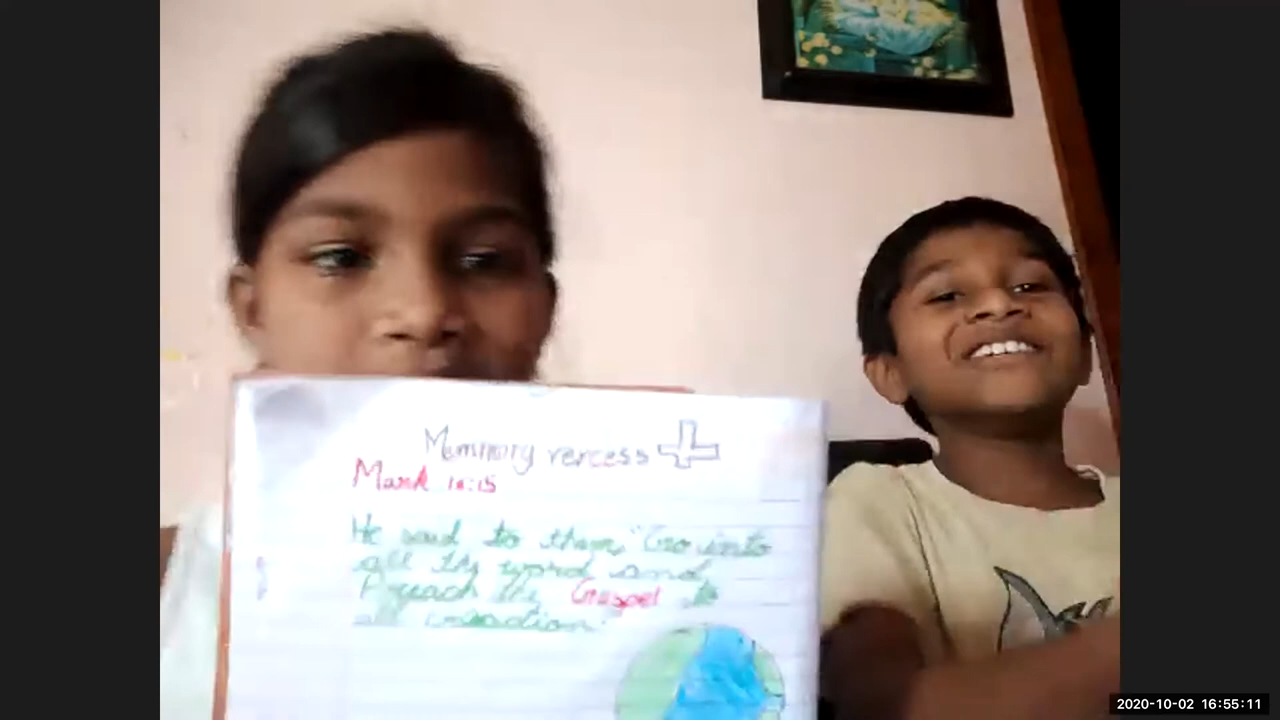 Memmory vercess
Mark 16:15
He said to them, "Go into
all the word and
Preach the Gospel to
all creation."
2020-10-02 16:55:11